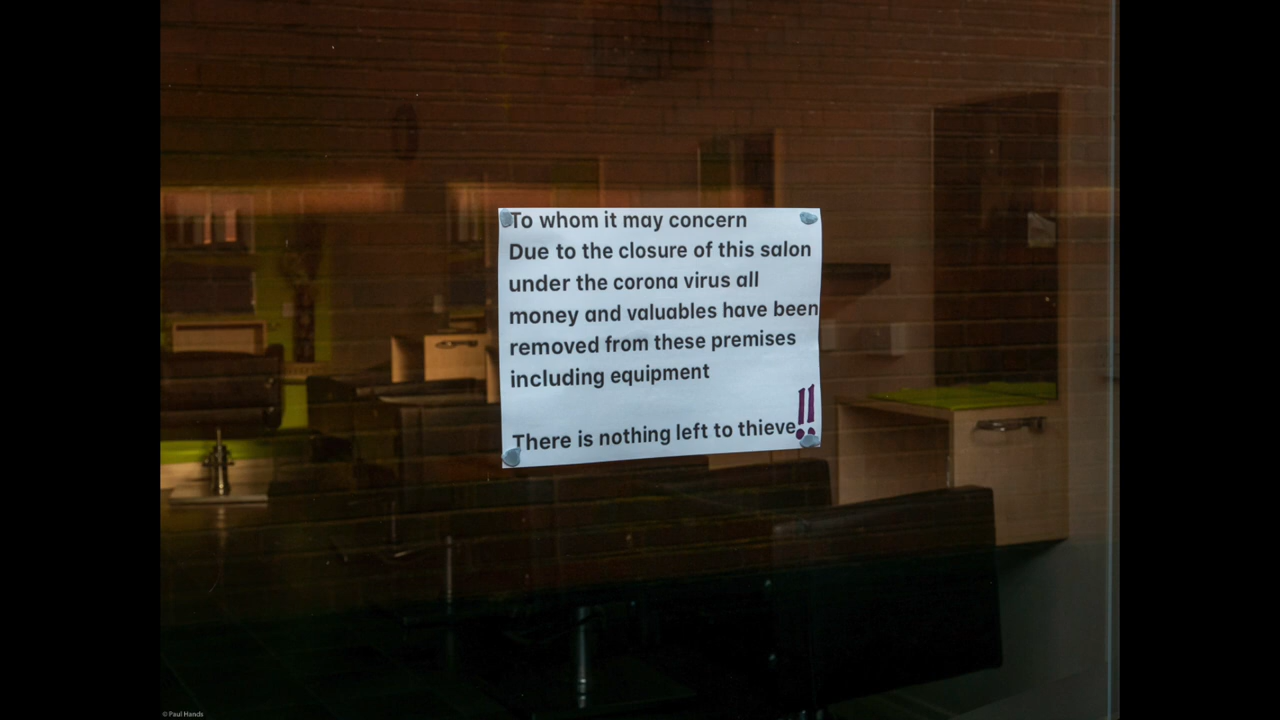 To whom it may concern
Due to the closure of this salon
under the corona virus all
money and valuables have been
removed from these premises
including equipment
There is nothing left to thieve!!
© Paul Hands